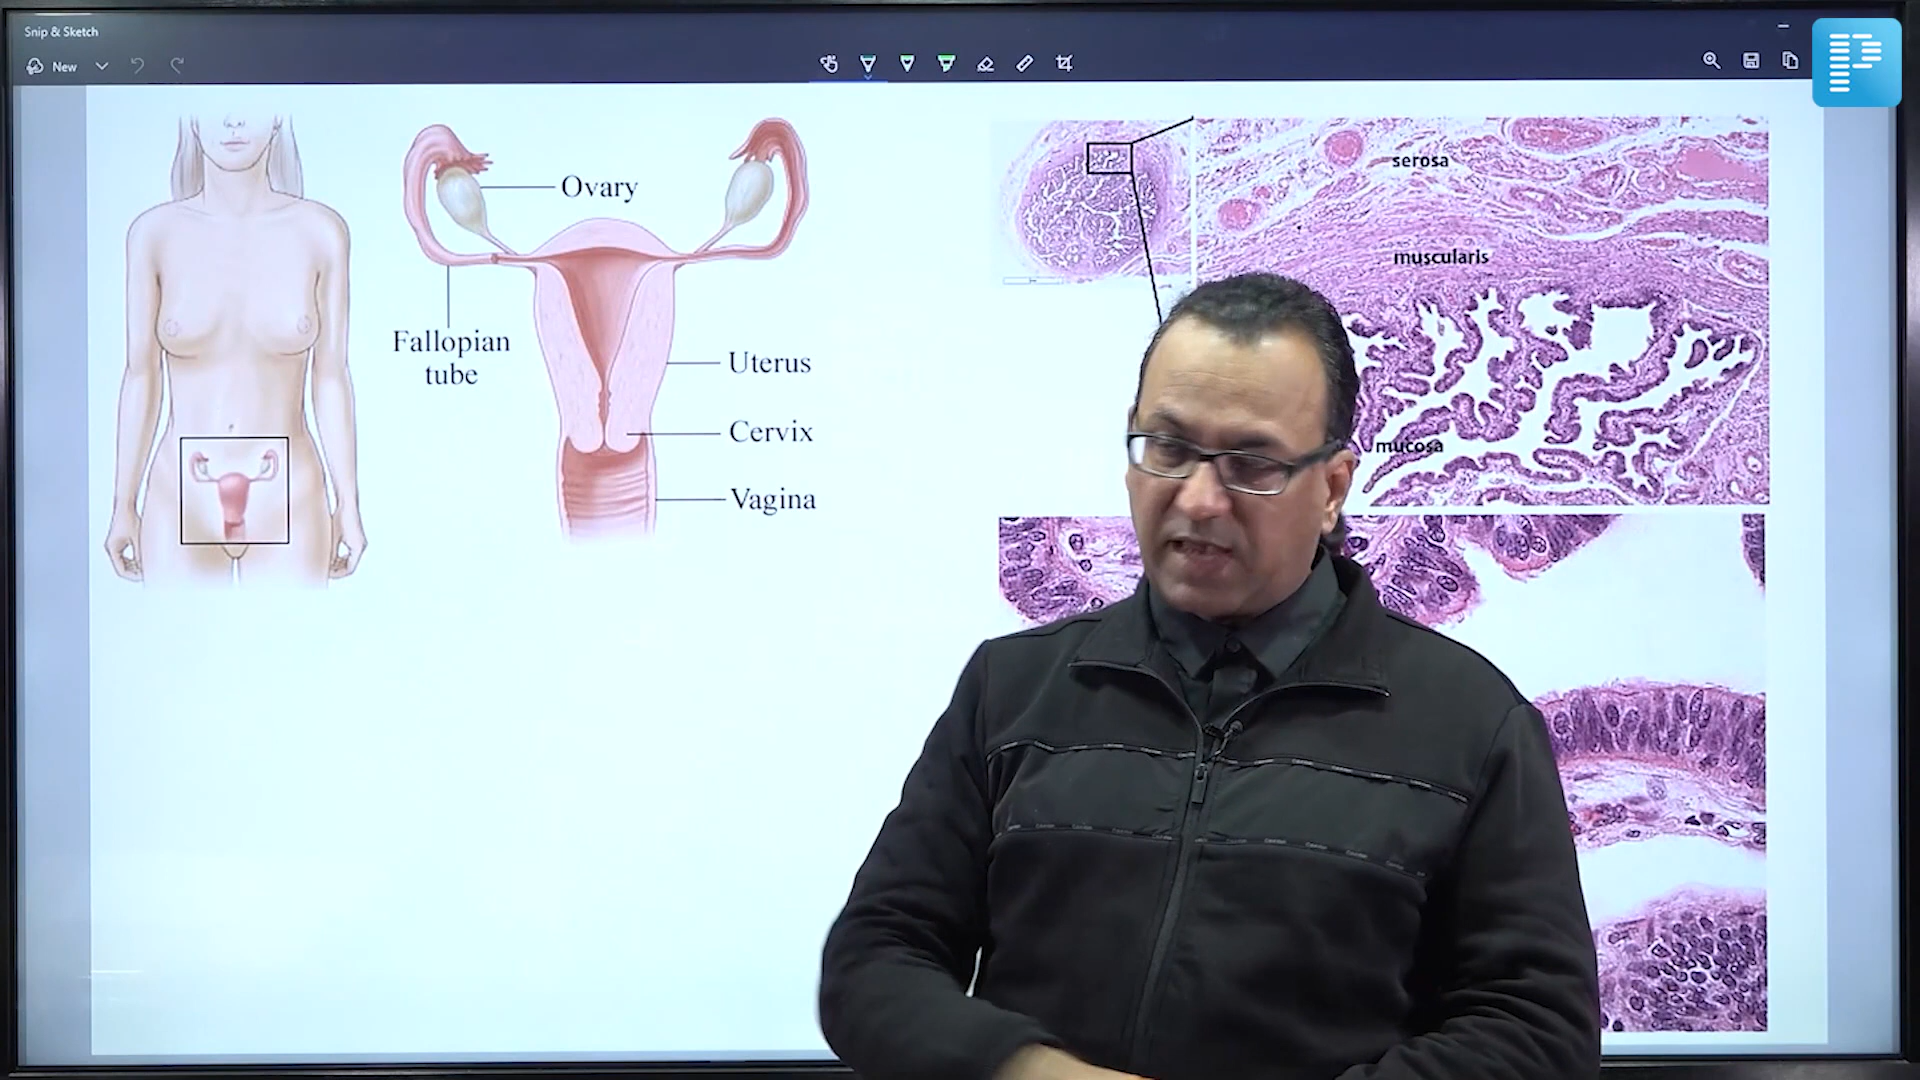 Snip & Sketch
New
Ovary
Fallopian
tube
Uterus
Cervix
Vagina
serosa
muscularis
mucosa